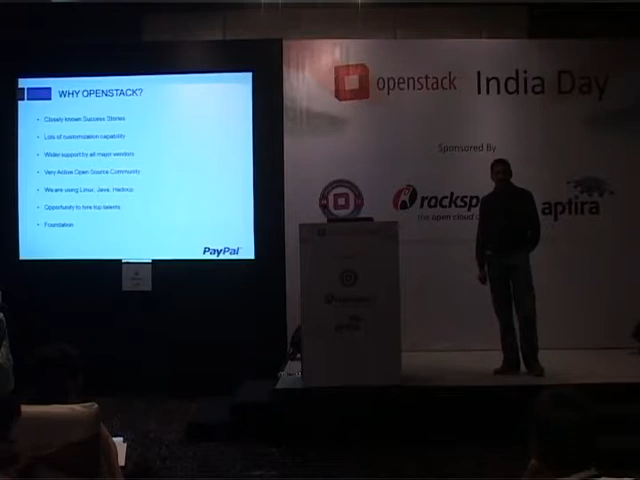 WHY OPENSTACK?
Closely known Success Stories
Lots of customization capability
Wider support by all major vendors
Very Active Open Source Community
We are using Linux, Java, Hadoop
Opportunity to hire top talents
Foundation
PayPal
openstack India Day
Sponsored By
racksp
the open cloud
aptira